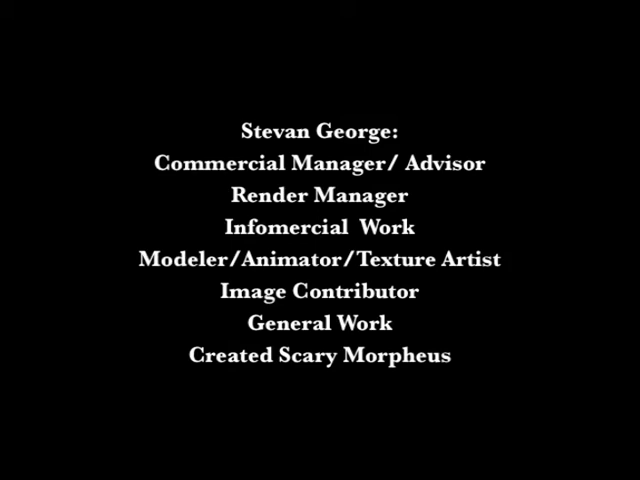 Stevan George:
Commercial Manager/ Advisor
Render Manager
Infomercial  Work
Modeler/Animator/Texture Artist
Image Contributor
General Work
Created Scary Morpheus